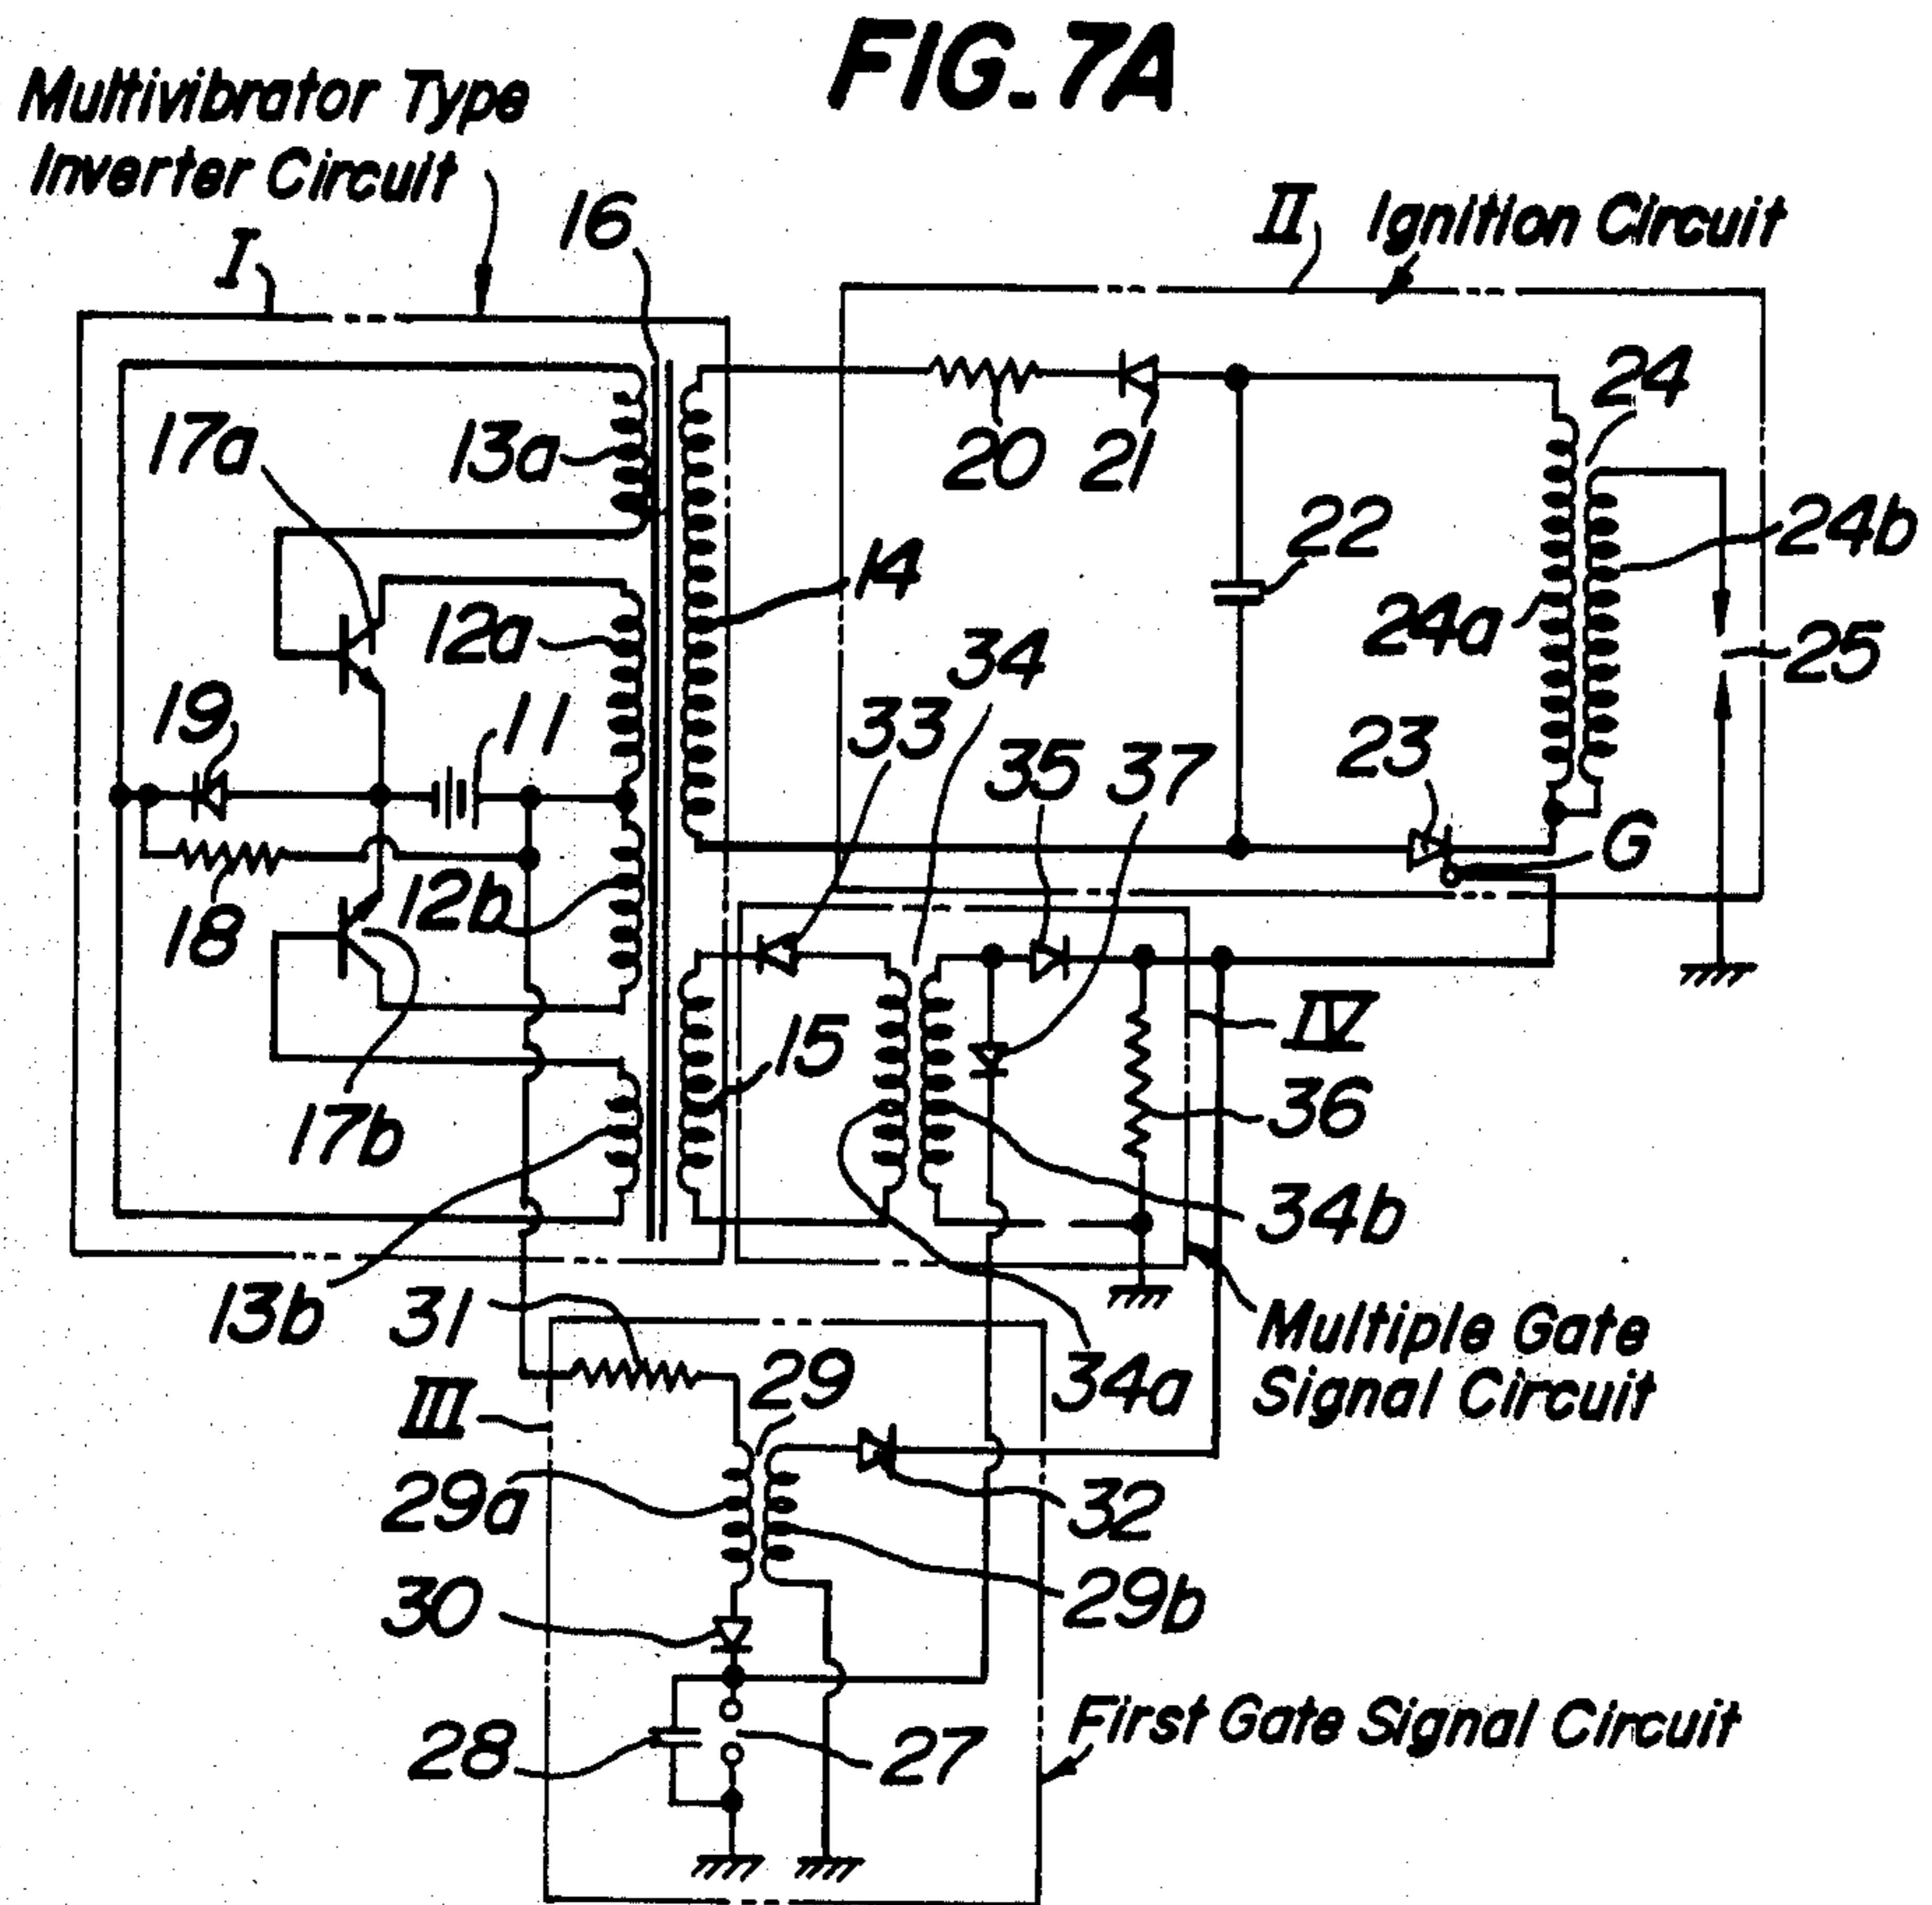 FIG. 7A
Multivibrator Type
Inverter Circuit
I
16
II
Ignition Circuit
17a
13a
20
21
24
22
24b
14
24a
25
12a
34
19
11
33
35
37
23
G
18
12b
15
IV
36
17b
34b
13b
31
Multiple Gate
Signal Circuit
29
34a
III
29a
32
30
29b
28
27
First Gate Signal Circuit